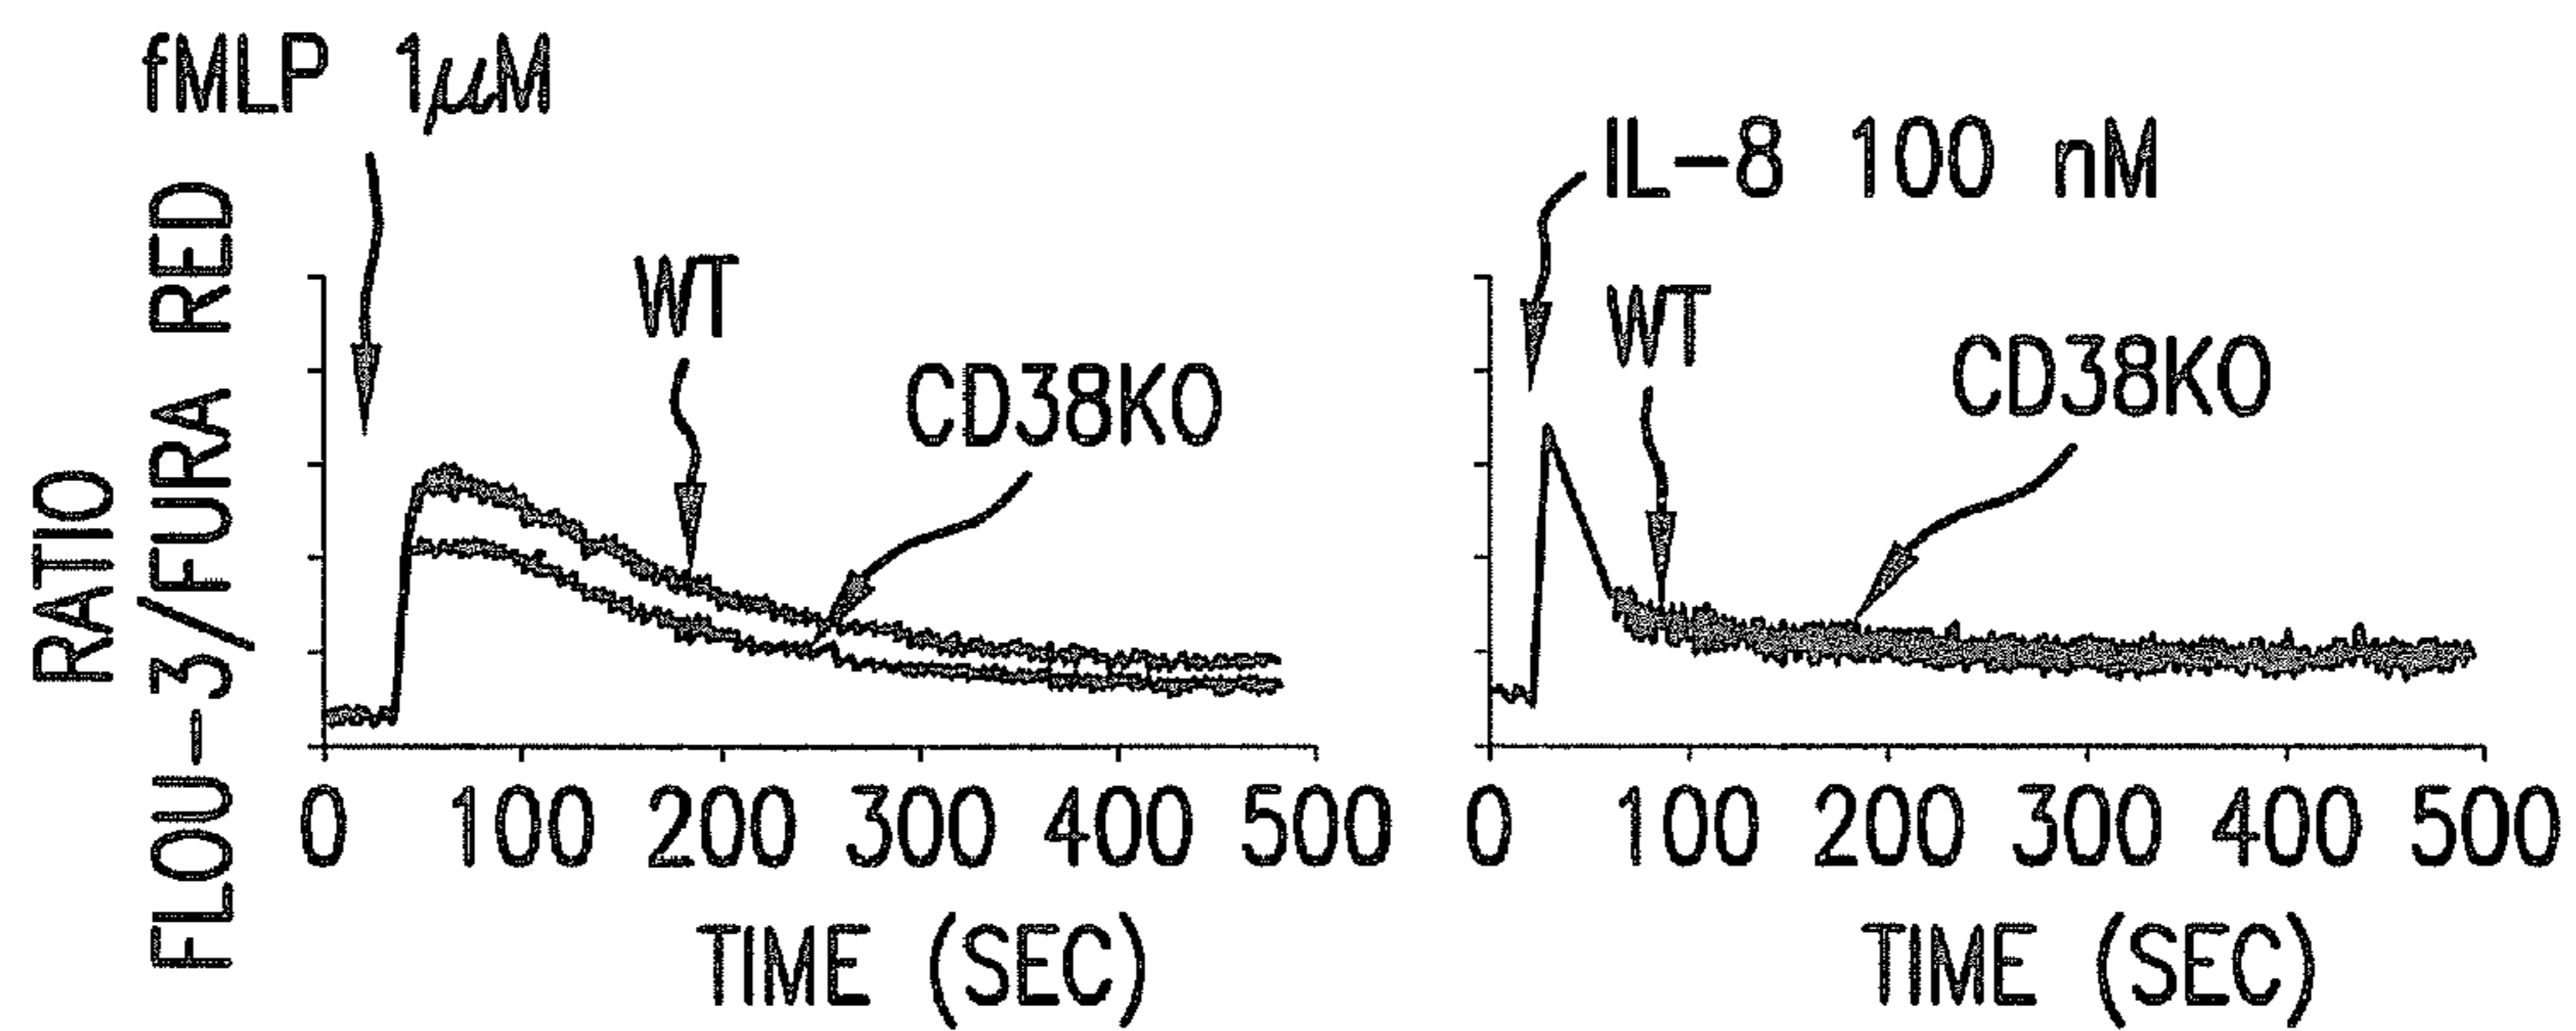 fMLP 1μM
RATIO
FLOU-3/FURA RED
WT
CD38KO
0 100 200 300 400 500
TIME (SEC)
IL-8 100 nM
WT
CD38KO
0 100 200 300 400 500
TIME (SEC)